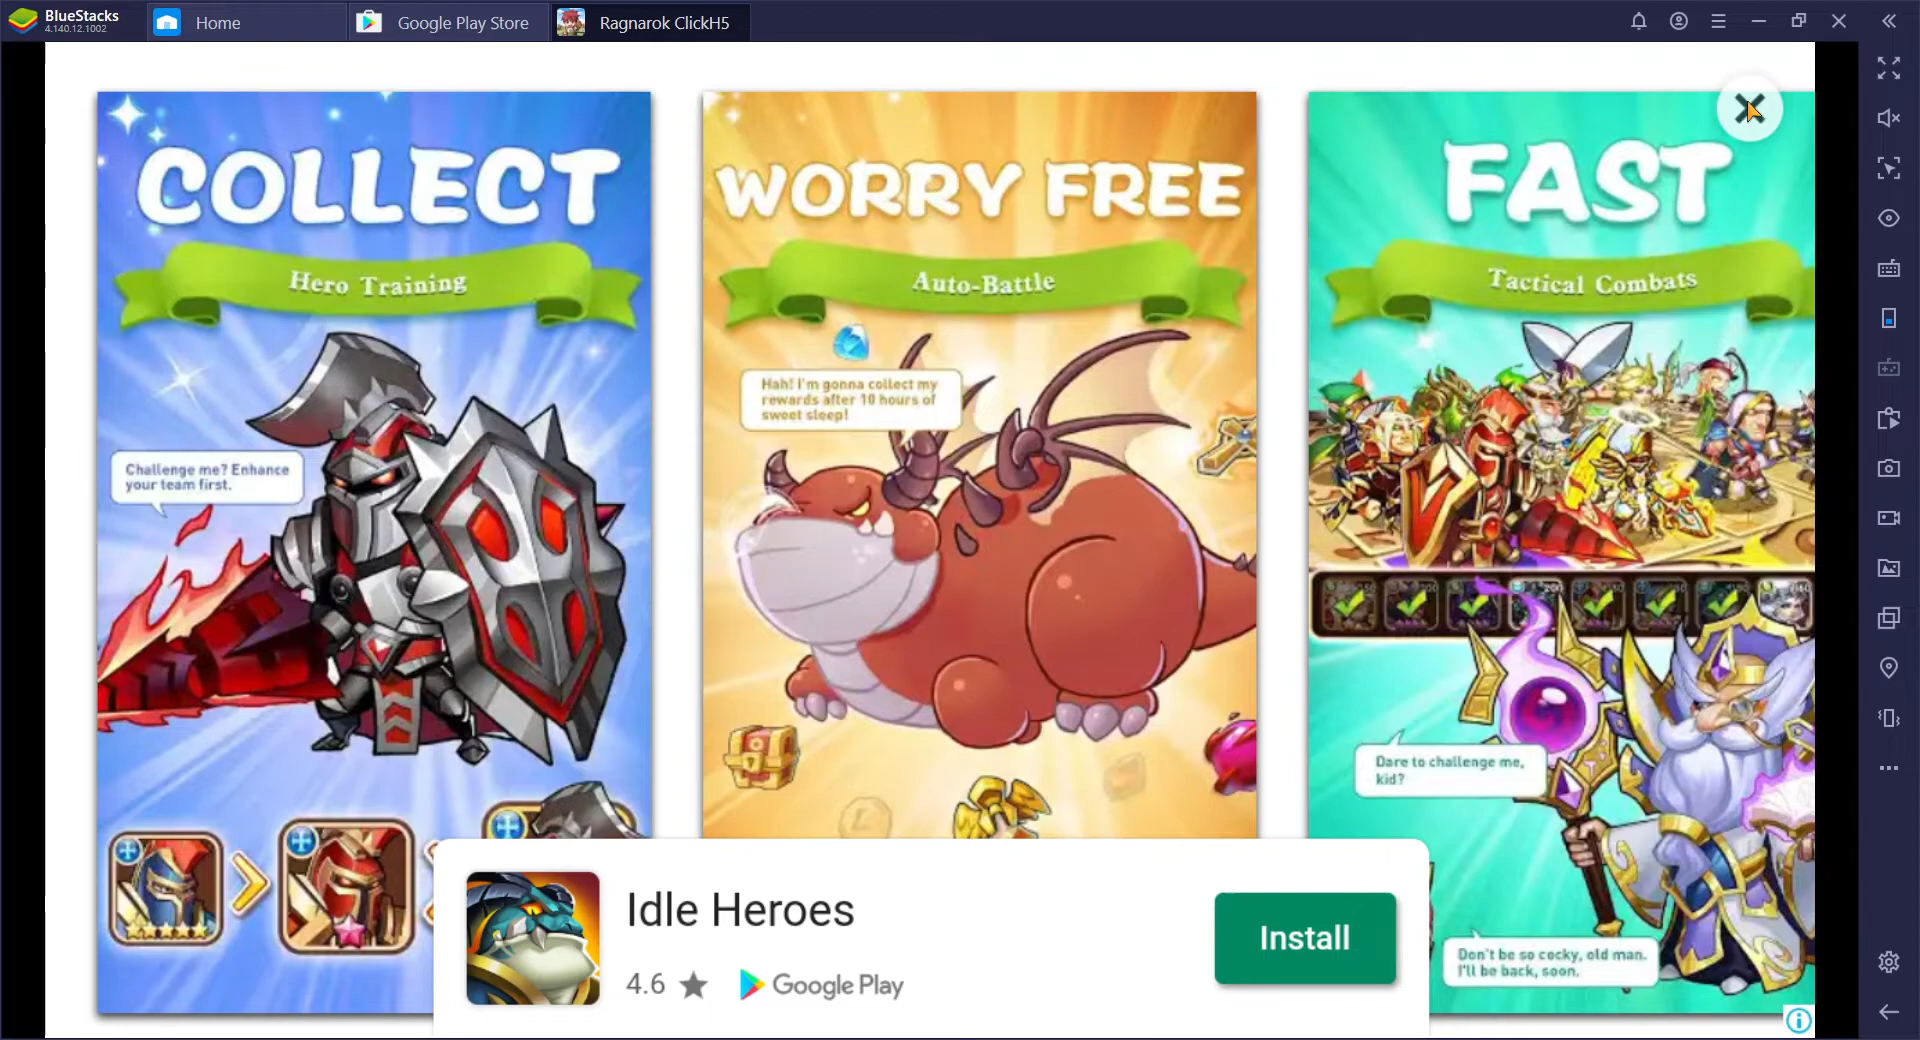 BlueStacks
4.140.12.1002
Home
Google Play Store
Ragnarok ClickH5
COLLECT
Hero Training
Challenge me? Enhance
your team first.
WORRY FREE
Auto-Battle
Hah! I'm gonna collect my
rewards after 10 hours of
sweet sleep!
FAST
Tactical Combats
Dare to challenge me,
kid?
Don't be so cocky, old man.
I'll be back, soon.
Idle Heroes
4.6
Google Play
Install